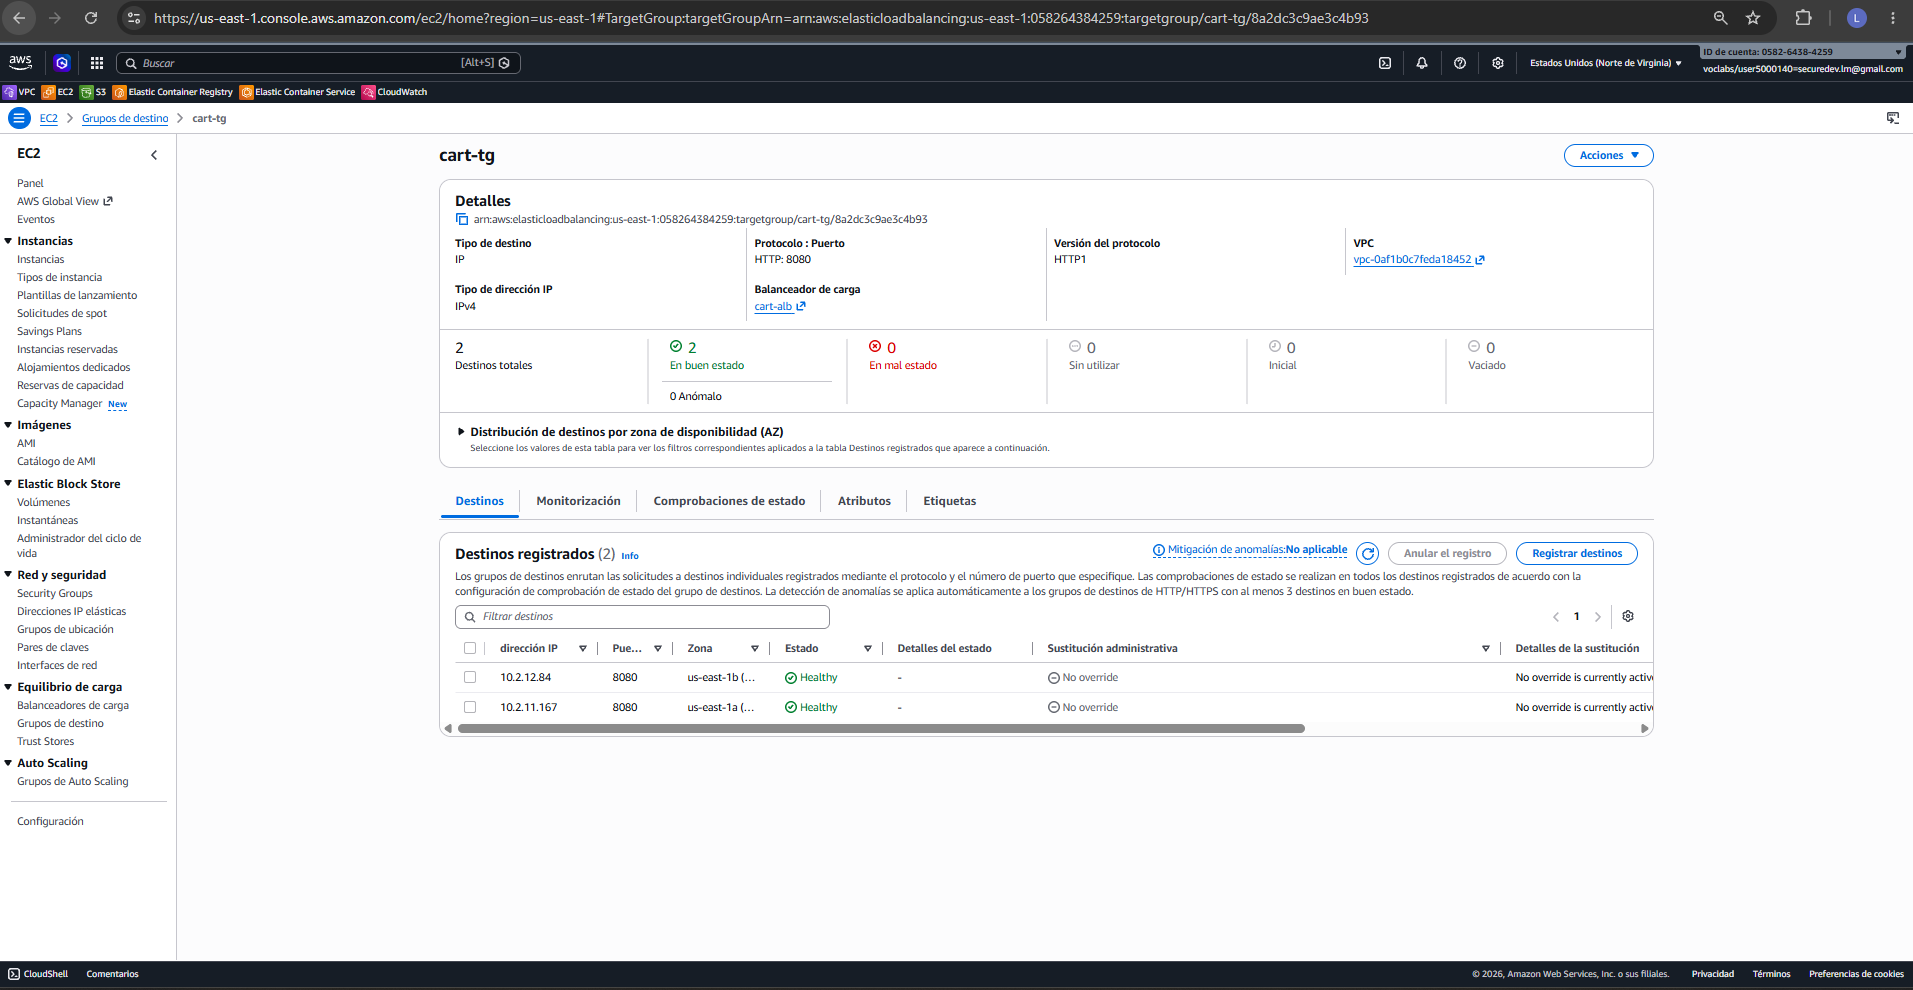 https://us-east-1.console.aws.amazon.com/ec2/home?region=us-east-1#TargetGroup:targetGroupArn=arn:aws:elasticloadbalancing:us-east-1:058264384259:targetgroup/cart-tg/8a2dc3c9ae3c4b93
L
aws
Buscar
[Alt+S]
Estados Unidos (Norte de Virginia)
ID de cuenta: 0582-6438-4259
voclabs/user5000140=securedev.lm@gmail.com
VPC
EC2
S3
Elastic Container Registry
Elastic Container Service
CloudWatch
EC2
Grupos de destino
cart-tg
EC2
Panel
AWS Global View
Eventos
Instancias
Instancias
Tipos de instancia
Plantillas de lanzamiento
Solicitudes de spot
Savings Plans
Instancias reservadas
Alojamientos dedicados
Reservas de capacidad
Capacity Manager New
Imágenes
AMI
Catálogo de AMI
Elastic Block Store
Volúmenes
Instantáneas
Administrador del ciclo de
vida
Red y seguridad
Security Groups
Direcciones IP elásticas
Grupos de ubicación
Pares de claves
Interfaces de red
Equilibrio de carga
Balanceadores de carga
Grupos de destino
Trust Stores
Auto Scaling
Grupos de Auto Scaling
Configuración
cart-tg
Acciones
Detalles
arn:aws:elasticloadbalancing:us-east-1:058264384259:targetgroup/cart-tg/8a2dc3c9ae3c4b93
Tipo de destino
IP
Protocolo : Puerto
HTTP: 8080
Versión del protocolo
HTTP1
VPC
vpc-0af1b0c7feda18452
Tipo de dirección IP
IPv4
Balanceador de carga
cart-alb
2
Destinos totales
2
En buen estado
0 Anómalo
0
En mal estado
0
Sin utilizar
0
Inicial
0
Vaciado
Distribución de destinos por zona de disponibilidad (AZ)
Seleccione los valores de esta tabla para ver los filtros correspondientes aplicados a la tabla Destinos registrados que aparece a continuación.
Destinos
Monitorización
Comprobaciones de estado
Atributos
Etiquetas
Destinos registrados (2) Info
Mitigación de anomalías:No aplicable
Anular el registro
Registrar destinos
Los grupos de destinos enrutan las solicitudes a destinos individuales registrados mediante el protocolo y el número de puerto que especifique. Las comprobaciones de estado se realizan en todos los destinos registrados de acuerdo con la
configuración de comprobación de estado del grupo de destinos. La detección de anomalías se aplica automáticamente a los grupos de destinos de HTTP/HTTPS con al menos 3 destinos en buen estado.
Filtrar destinos
1
dirección IP Pue... Zona Estado Detalles del estado Sustitución administrativa Detalles de la sustitución
10.2.12.84 8080 us-east-1b (... Healthy - No override No override is currently active
10.2.11.167 8080 us-east-1a (... Healthy - No override No override is currently active
CloudShell
Comentarios
© 2026, Amazon Web Services, Inc. o sus filiales.
Privacidad
Términos
Preferencias de cookies